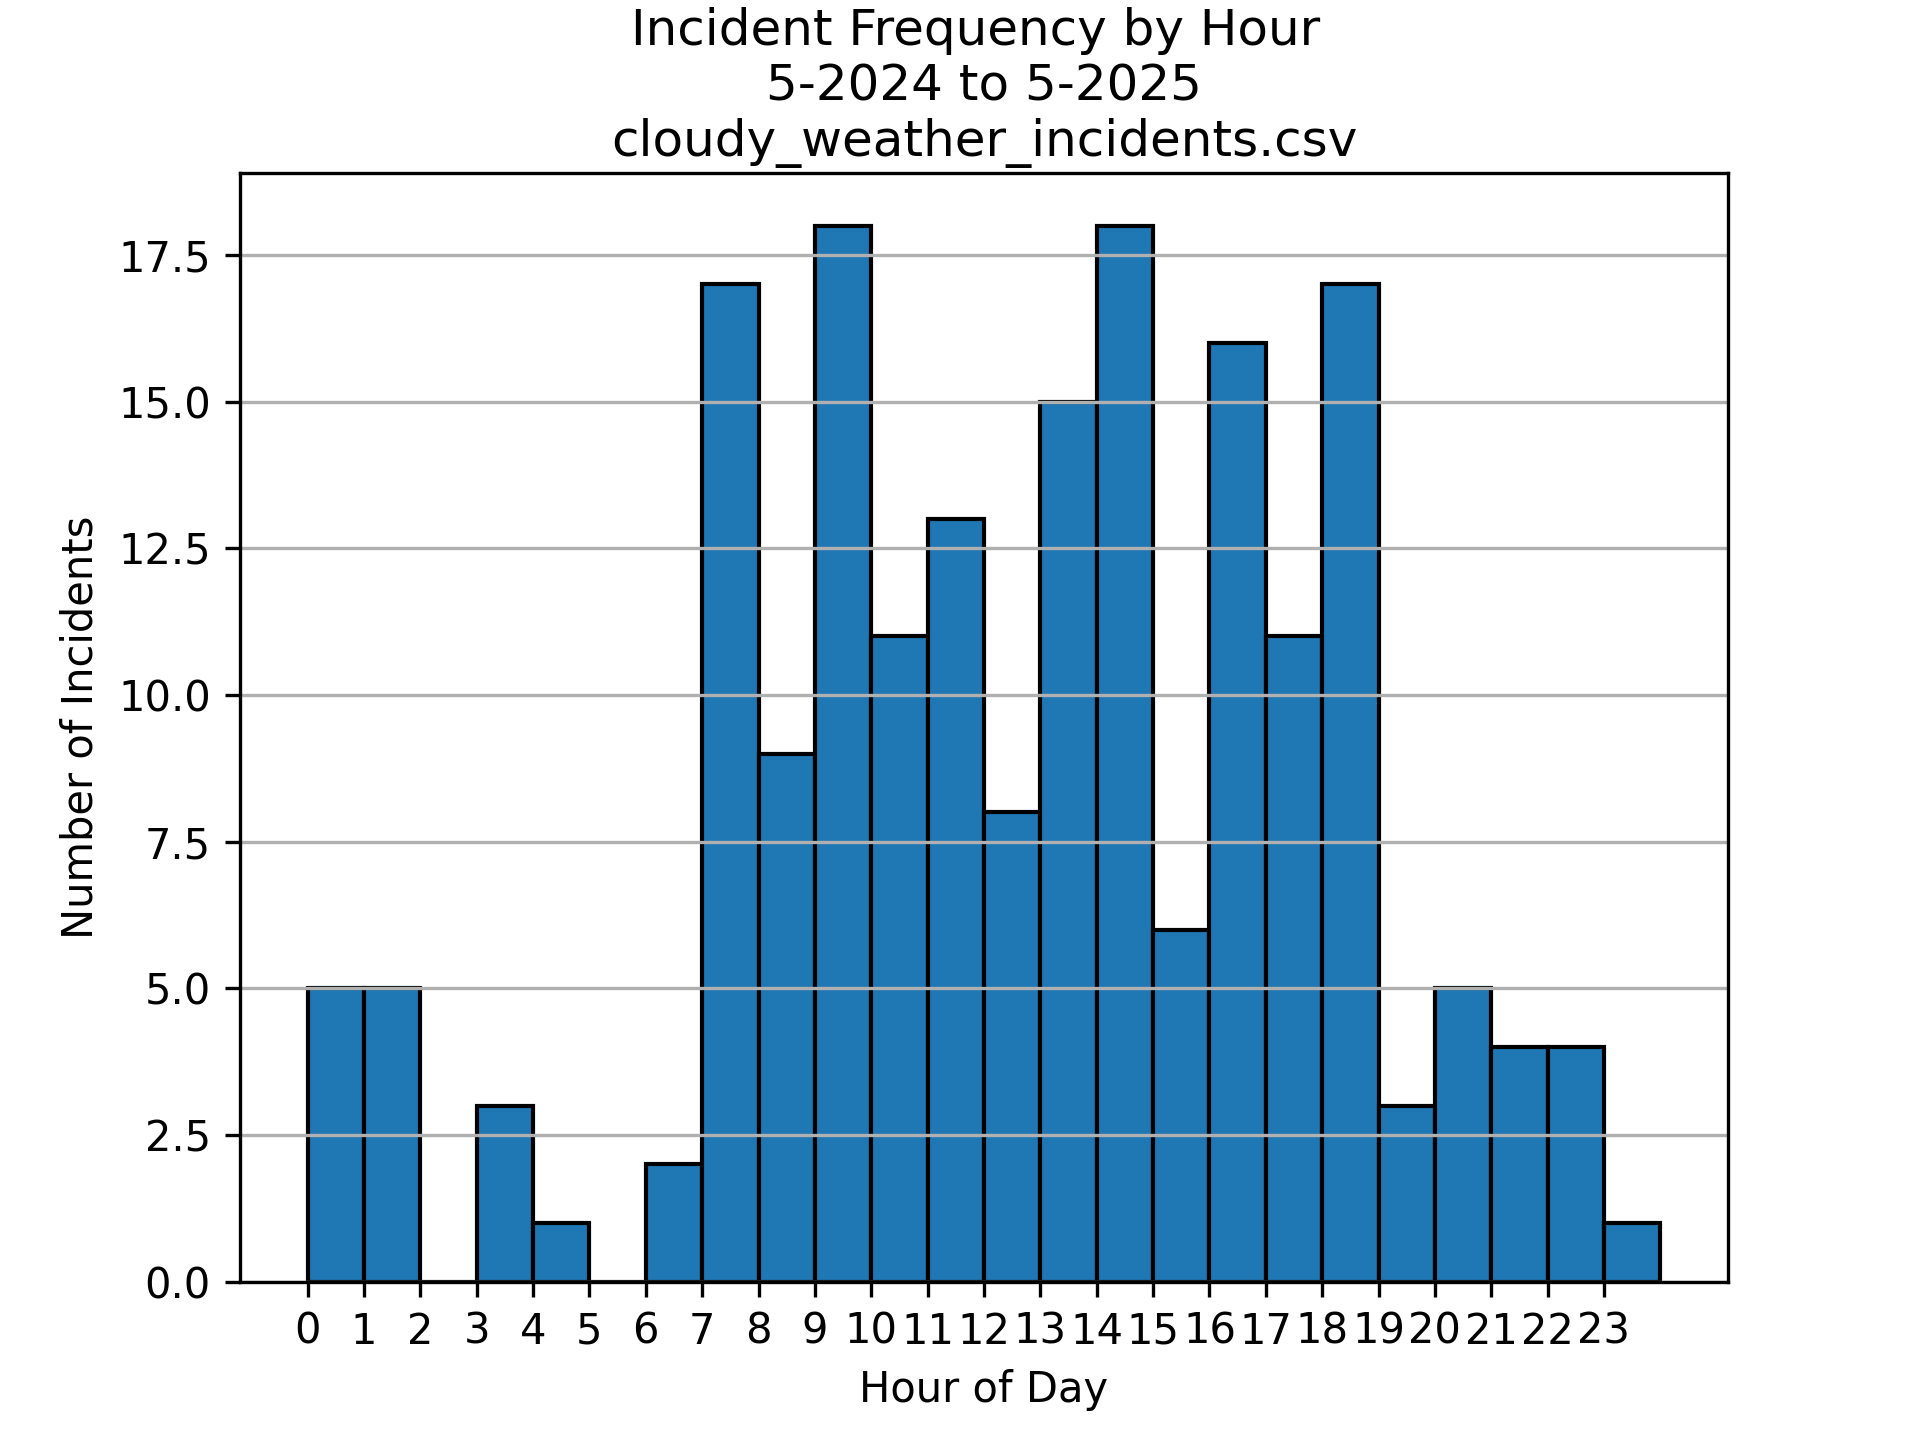 Incident Frequency by Hour
5-2024 to 5-2025
cloudy_weather_incidents.csv
17.5
15.0
12.5
10.0
7.5
5.0
2.5
0.0
Number of Incidents
0 1 2 3 4 5 6 7 8 9 10 11 12 13 14 15 16 17 18 19 20 21 22 23
Hour of Day